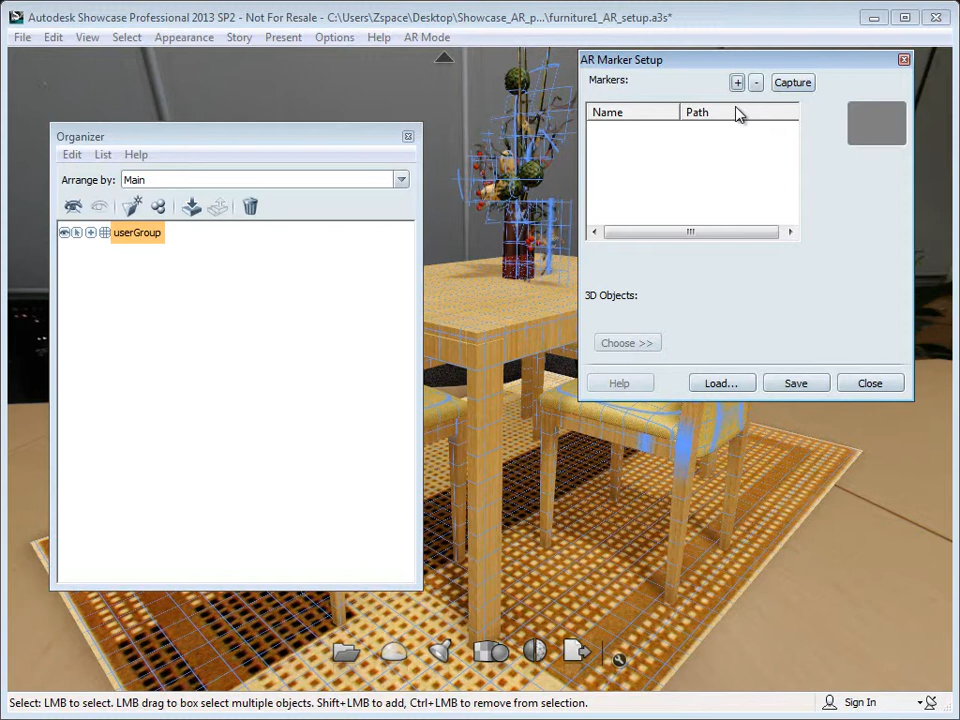 Autodesk Showcase Professional 2013 SP2 - Not For Resale - C:\Users\Zspace\Desktop\Showcase_AR_p...\furniture1_AR_setup.a3s*
File Edit View Select Appearance Story Present Options Help AR Mode
AR Marker Setup
Markers: + - Capture
Name Path
3D Objects:
Choose >>
Help Load... Save Close
Organizer
Edit List Help
Arrange by: Main
userGroup
Select: LMB to select. LMB drag to box select multiple objects. Shift+LMB to add, Ctrl+LMB to remove from selection.
Sign In